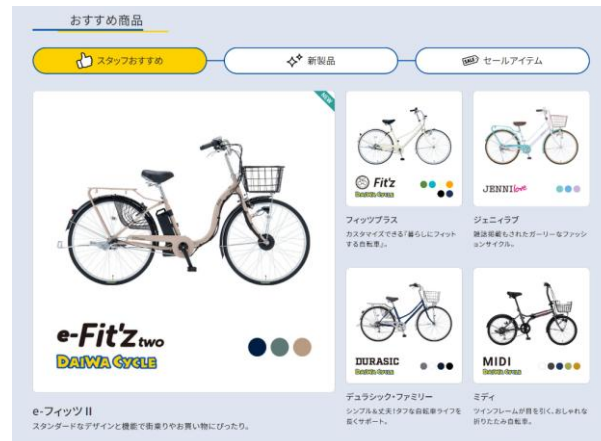 おすすめ商品
スタッフおすすめ
新製品
SALE セールアイテム
NEW
e-Fit'z two
DAIWA CYCLE
e-フィッツ II
スタンダードなデザインと機能で街乗りやお買い物にぴったり。
Fit'z
DAIWA CYCLE
フィッツプラス
カスタマイズできる「暮らしにフィット
する自転車」。
JENNI love
ジェニィラブ
雑誌掲載もされたガーリーなファッシ
ョンサイクル。
DURASIC
DAIWA CYCLE
デュラシック・ファミリー
シンプル&丈夫!タフな自転車ライフを
長くサポート。
MIDI
DAIWA CYCLE
ミディ
ツインフレームが目を引く、おしゃれな
折りたたみ自転車。